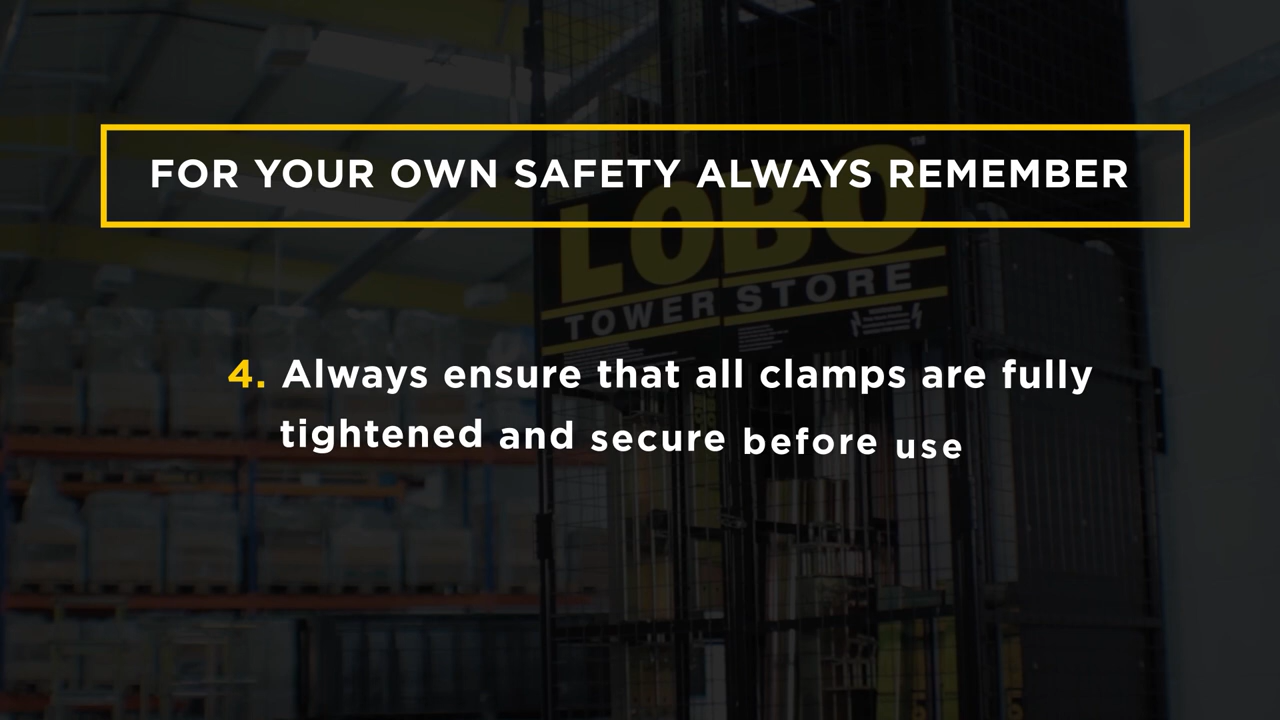 FOR YOUR OWN SAFETY ALWAYS REMEMBER
LOBO™
TOWER STORE
4. Always ensure that all clamps are fully
tightened and secure before use